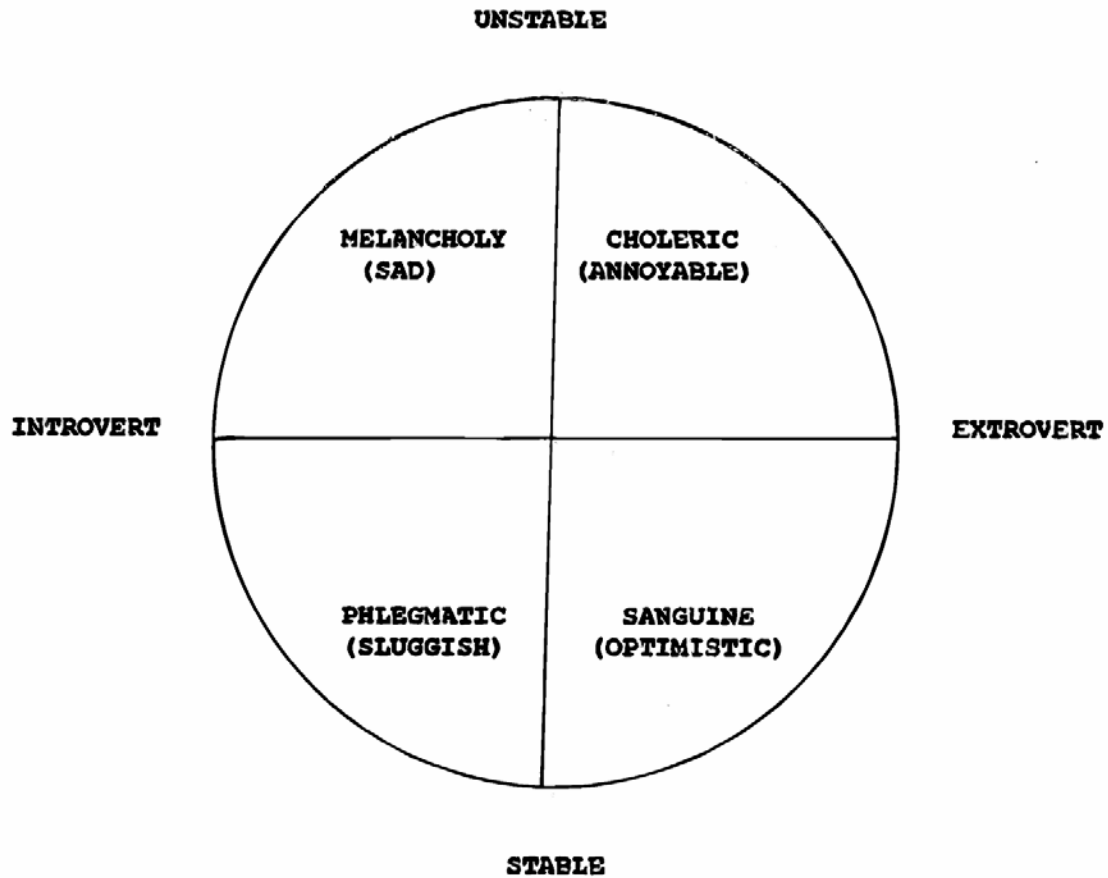 UNSTABLE
MELANCHOLY
(SAD)
CHOLERIC
(ANNOYABLE)
INTROVERT
EXTROVERT
PHLEGMATIC
(SLUGGISH)
SANGUINE
(OPTIMISTIC)
STABLE